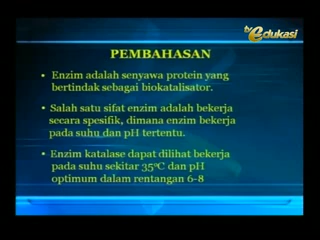 tv edukasi
PEMBAHASAN
• Enzim adalah senyawa protein yang
bertindak sebagai biokatalisator.
• Salah satu sifat enzim adalah bekerja
secara spesifik, dimana enzim bekerja
pada suhu dan pH tertentu.
• Enzim katalase dapat dilihat bekerja
pada suhu sekitar 35°C dan pH
optimum dalam rentangan 6-8